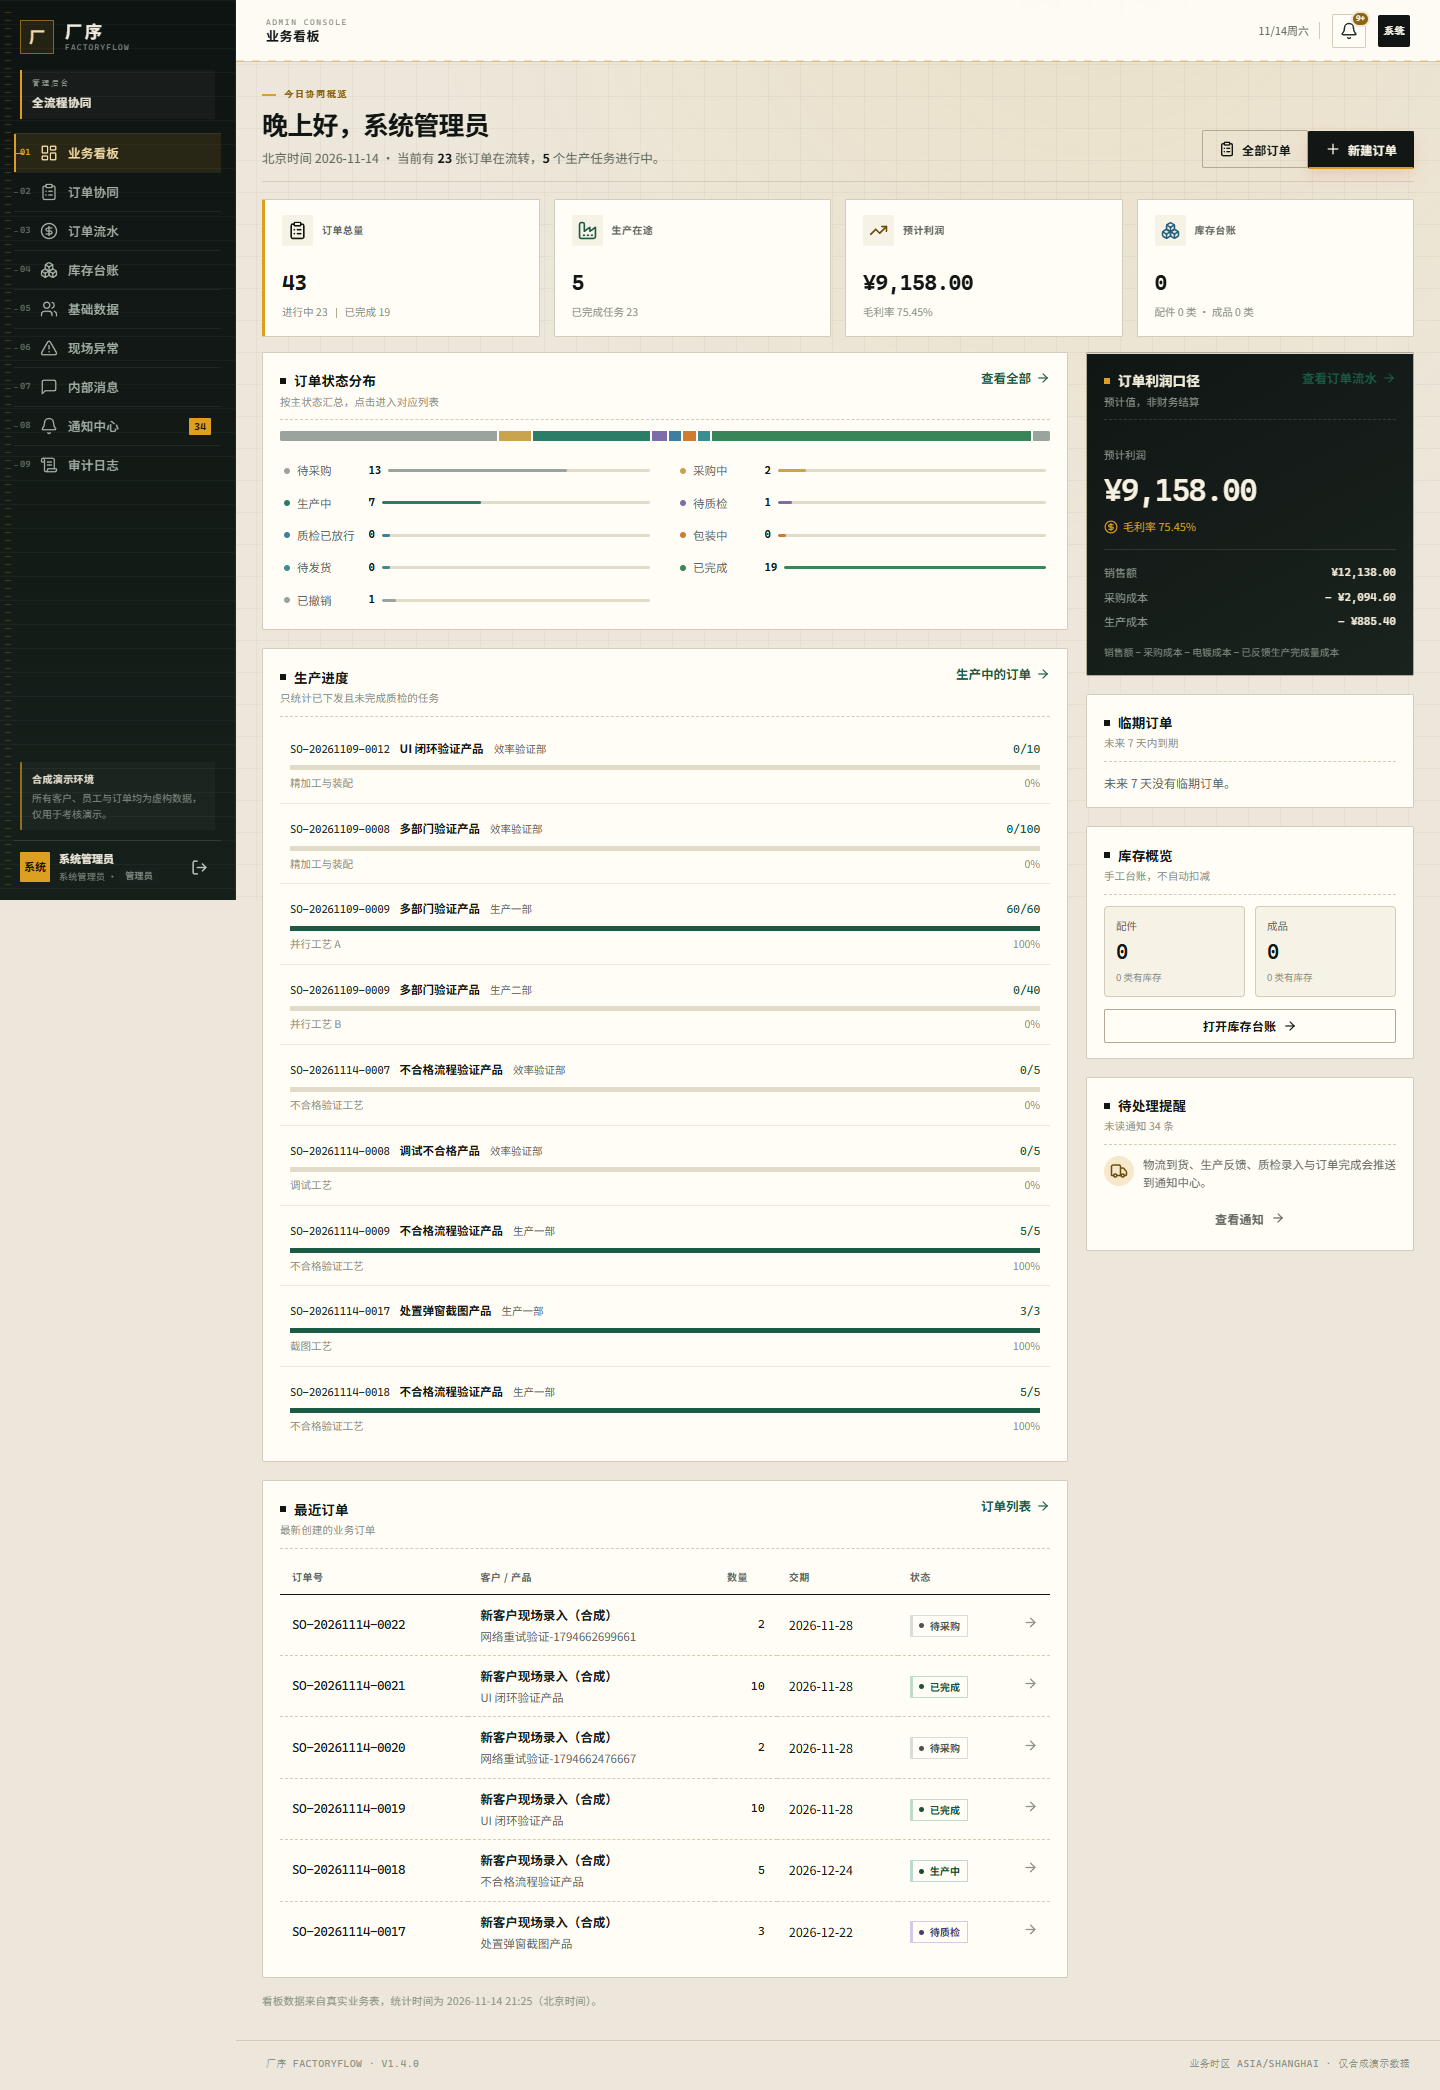 厂
厂序
FACTORYFLOW
管理后台
全流程协同
01 业务看板
02 订单协同
03 订单流水
04 库存台账
05 基础数据
06 现场异常
07 内部消息
08 通知中心 34
09 审计日志
合成演示环境
所有客户、员工与订单均为虚构数据，
仅用于考核演示。
系统
系统管理员
系统管理员 · 管理员
ADMIN CONSOLE
业务看板
11/14周六
9+
系统
今日协同概览
晚上好，系统管理员
北京时间 2026-11-14 · 当前有 23 张订单在流转，5 个生产任务进行中。
全部订单
新建订单
订单总量
43
进行中 23 | 已完成 19
生产在途
5
已完成任务 23
预计利润
¥9,158.00
毛利率 75.45%
库存台账
0
配件 0 类 · 成品 0 类
订单状态分布
查看全部
按主状态汇总，点击进入对应列表
待采购 13
采购中 2
生产中 7
待质检 1
质检已放行 0
包装中 0
待发货 0
已完成 19
已撤销 1
订单利润口径
查看订单流水
预计值，非财务结算
预计利润
¥9,158.00
毛利率 75.45%
销售额 ¥12,138.00
采购成本 − ¥2,094.60
生产成本 − ¥885.40
销售额 − 采购成本 − 电镀成本 − 已反馈生产完成量成本
生产进度
生产中的订单
只统计已下发且未完成质检的任务
SO-20261109-0012 UI 闭环验证产品 效率验证部 0/10
精加工与装配 0%
SO-20261109-0008 多部门验证产品 效率验证部 0/100
精加工与装配 0%
SO-20261109-0009 多部门验证产品 生产一部 60/60
并行工艺 A 100%
SO-20261109-0009 多部门验证产品 生产二部 0/40
并行工艺 B 0%
SO-20261114-0007 不合格流程验证产品 效率验证部 0/5
不合格验证工艺 0%
SO-20261114-0008 调试不合格产品 效率验证部 0/5
调试工艺 0%
SO-20261114-0009 不合格流程验证产品 生产一部 5/5
不合格验证工艺 100%
SO-20261114-0017 处置弹窗截图产品 生产一部 3/3
截图工艺 100%
SO-20261114-0018 不合格流程验证产品 生产一部 5/5
不合格验证工艺 100%
临期订单
未来 7 天内到期
未来 7 天没有临期订单。
库存概览
手工台账，不自动扣减
配件
0
0 类有库存
成品
0
0 类有库存
打开库存台账
待处理提醒
未读通知 34 条
物流到货、生产反馈、质检录入与订单完成会推送
到通知中心。
查看通知
最近订单
订单列表
最新创建的业务订单
订单号 客户 / 产品 数量 交期 状态
SO-20261114-0022 新客户现场录入（合成） 2 2026-11-28 待采购
网络重试验证-1794662699661
SO-20261114-0021 新客户现场录入（合成） 10 2026-11-28 已完成
UI 闭环验证产品
SO-20261114-0020 新客户现场录入（合成） 2 2026-11-28 待采购
网络重试验证-1794662476667
SO-20261114-0019 新客户现场录入（合成） 10 2026-11-28 已完成
UI 闭环验证产品
SO-20261114-0018 新客户现场录入（合成） 5 2026-12-24 生产中
不合格流程验证产品
SO-20261114-0017 新客户现场录入（合成） 3 2026-12-22 待质检
处置弹窗截图产品
看板数据来自真实业务表，统计时间为 2026-11-14 21:25（北京时间）。
厂序 FACTORYFLOW · V1.4.0
业务时区 ASIA/SHANGHAI · 仅合成演示数据